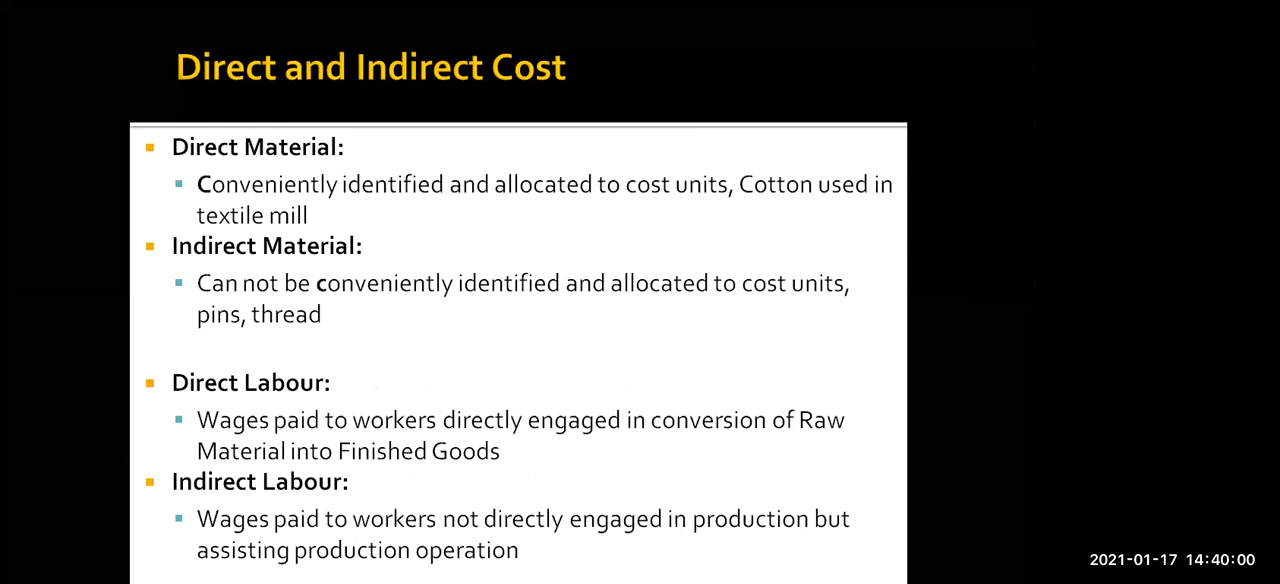 Direct and Indirect Cost
Direct Material:
Conveniently identified and allocated to cost units, Cotton used in
textile mill
Indirect Material:
Can not be conveniently identified and allocated to cost units,
pins, thread
Direct Labour:
Wages paid to workers directly engaged in conversion of Raw
Material into Finished Goods
Indirect Labour:
Wages paid to workers not directly engaged in production but
assisting production operation
2021-01-17 14:40:00